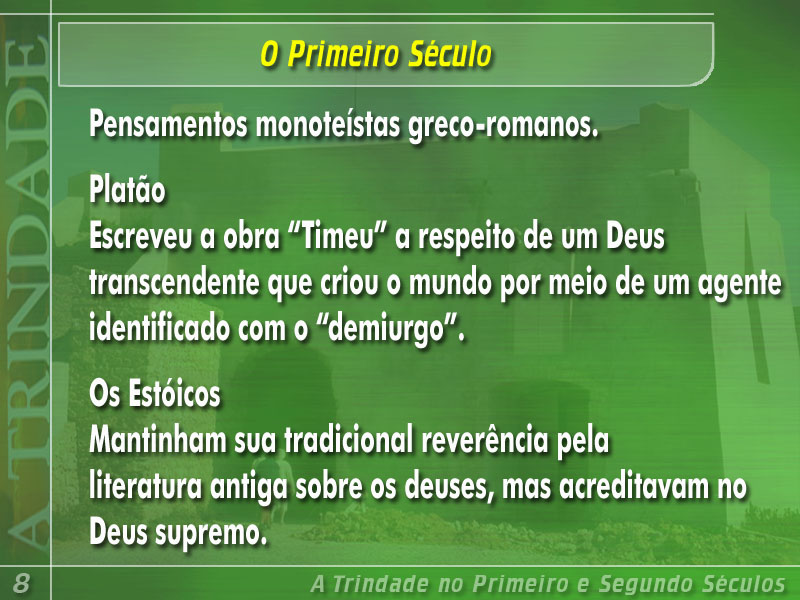 O Primeiro Século
A TRINDADE
Pensamentos monoteístas greco-romanos.
Platão
Escreveu a obra “Timeu” a respeito de um Deus
transcendente que criou o mundo por meio de um agente
identificado com o “demiurgo”.
Os Estóicos
Mantinham sua tradicional reverência pela
literatura antiga sobre os deuses, mas acreditavam no
Deus supremo.
8
A Trindade no Primeiro e Segundo Séculos